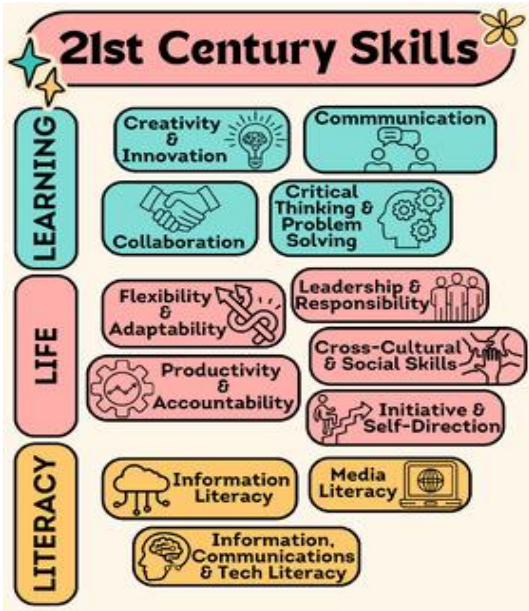 21st Century Skills
LEARNING
Creativity
&
Innovation
Commmunication
Collaboration
Critical
Thinking &
Problem
Solving
LIFE
Flexibility
&
Adaptability
Leadership &
Responsibility
Productivity
&
Accountability
Cross-Cultural
& Social Skills
Initiative &
Self-Direction
LITERACY
Information
Literacy
Media
Literacy
Information,
Communications
& Tech Literacy